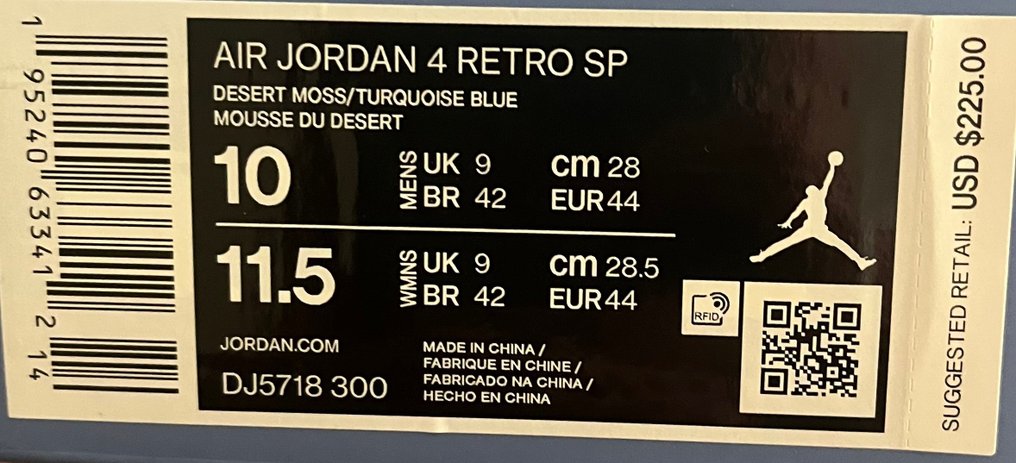 1 95240 63341 2 14
AIR JORDAN 4 RETRO SP
DESERT MOSS/TURQUOISE BLUE
MOUSSE DU DESERT
10
MENS
UK 9 cm 28
BR 42 EUR 44
11.5
WMNS
UK 9 cm 28.5
BR 42 EUR 44
JORDAN.COM
DJ5718 300
MADE IN CHINA /
FABRIQUE EN CHINE /
FABRICADO NA CHINA /
HECHO EN CHINA
RFID
SUGGESTED RETAIL: USD $225.00